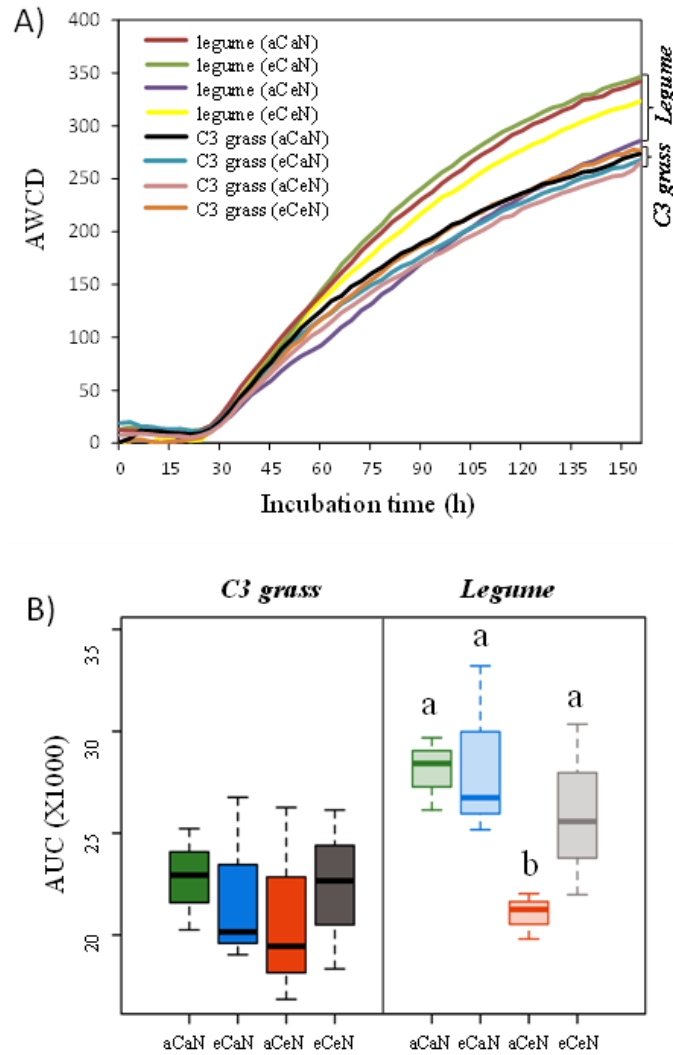 A)
400
350
300
250
200
150
100
50
0
AWCD
legume (aCaN)
legume (eCaN)
legume (aCeN)
legume (eCeN)
C3 grass (aCaN)
C3 grass (eCaN)
C3 grass (aCeN)
C3 grass (eCeN)
Legume
C3 grass
0 15 30 45 60 75 90 105 120 135 150
Incubation time (h)
B)
C3 grass Legume
35
30
25
20
AUC (X1000)
a
a
b
a
aCaN eCaN aCeN eCeN aCaN eCaN aCeN eCeN